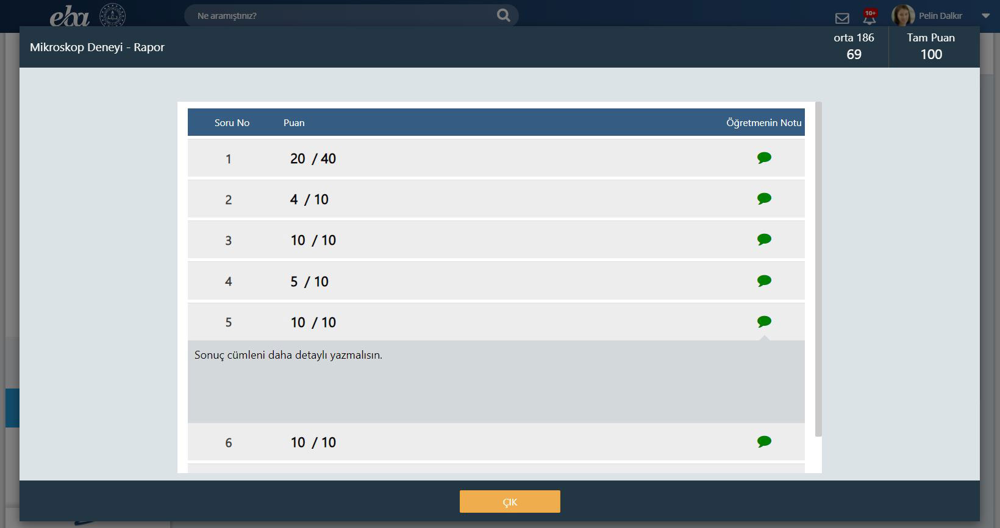 eba
Ne aramıştınız?
10+
Pelin Dalkır
Mikroskop Deneyi - Rapor
orta 186
69
Tam Puan
100
Soru No Puan Öğretmenin Notu
1 20 / 40
2 4 / 10
3 10 / 10
4 5 / 10
5 10 / 10
Sonuç cümleni daha detaylı yazmalısın.
6 10 / 10
ÇIK